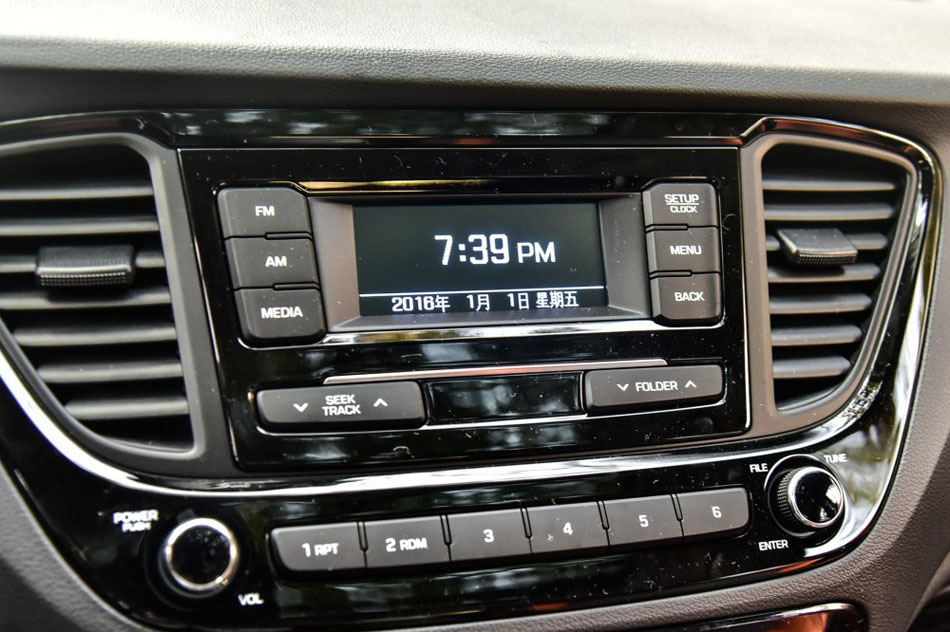 FM
AM
MEDIA
7:39 PM
2016年 1月 1日 星期五
SETUP
CLOCK
MENU
BACK
SEEK
TRACK
FOLDER
POWER
PUSH
VOL
1 RPT
2 RDM
3
4
5
6
FILE
TUNE
ENTER